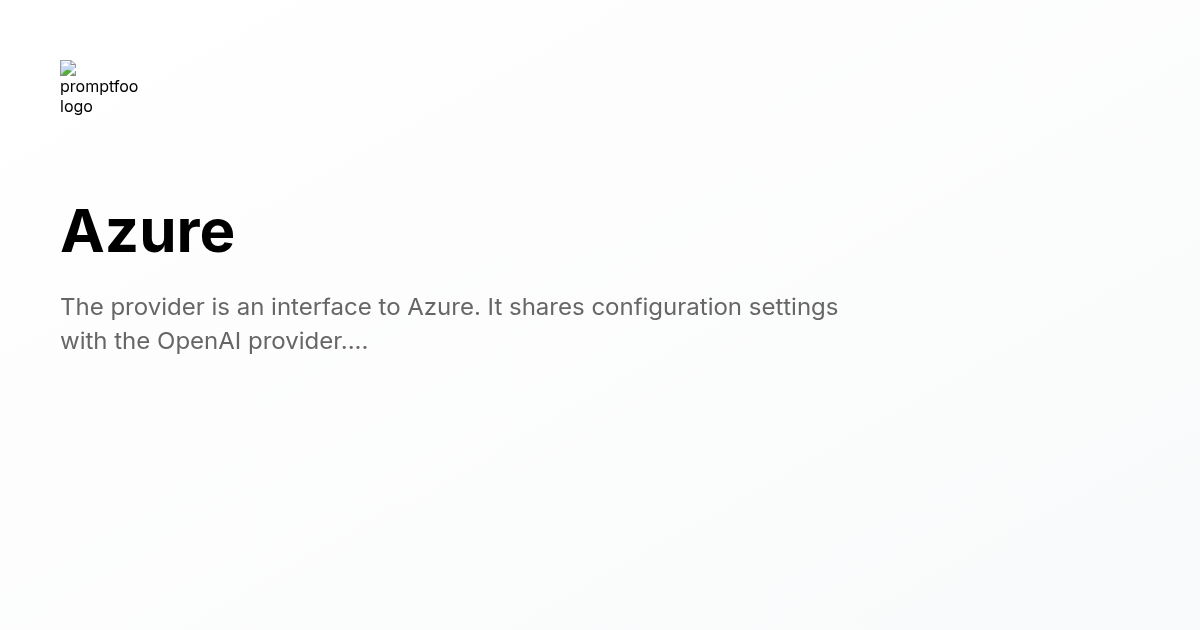 promptfoo
logo
Azure
The provider is an interface to Azure. It shares configuration settings
with the OpenAI provider....